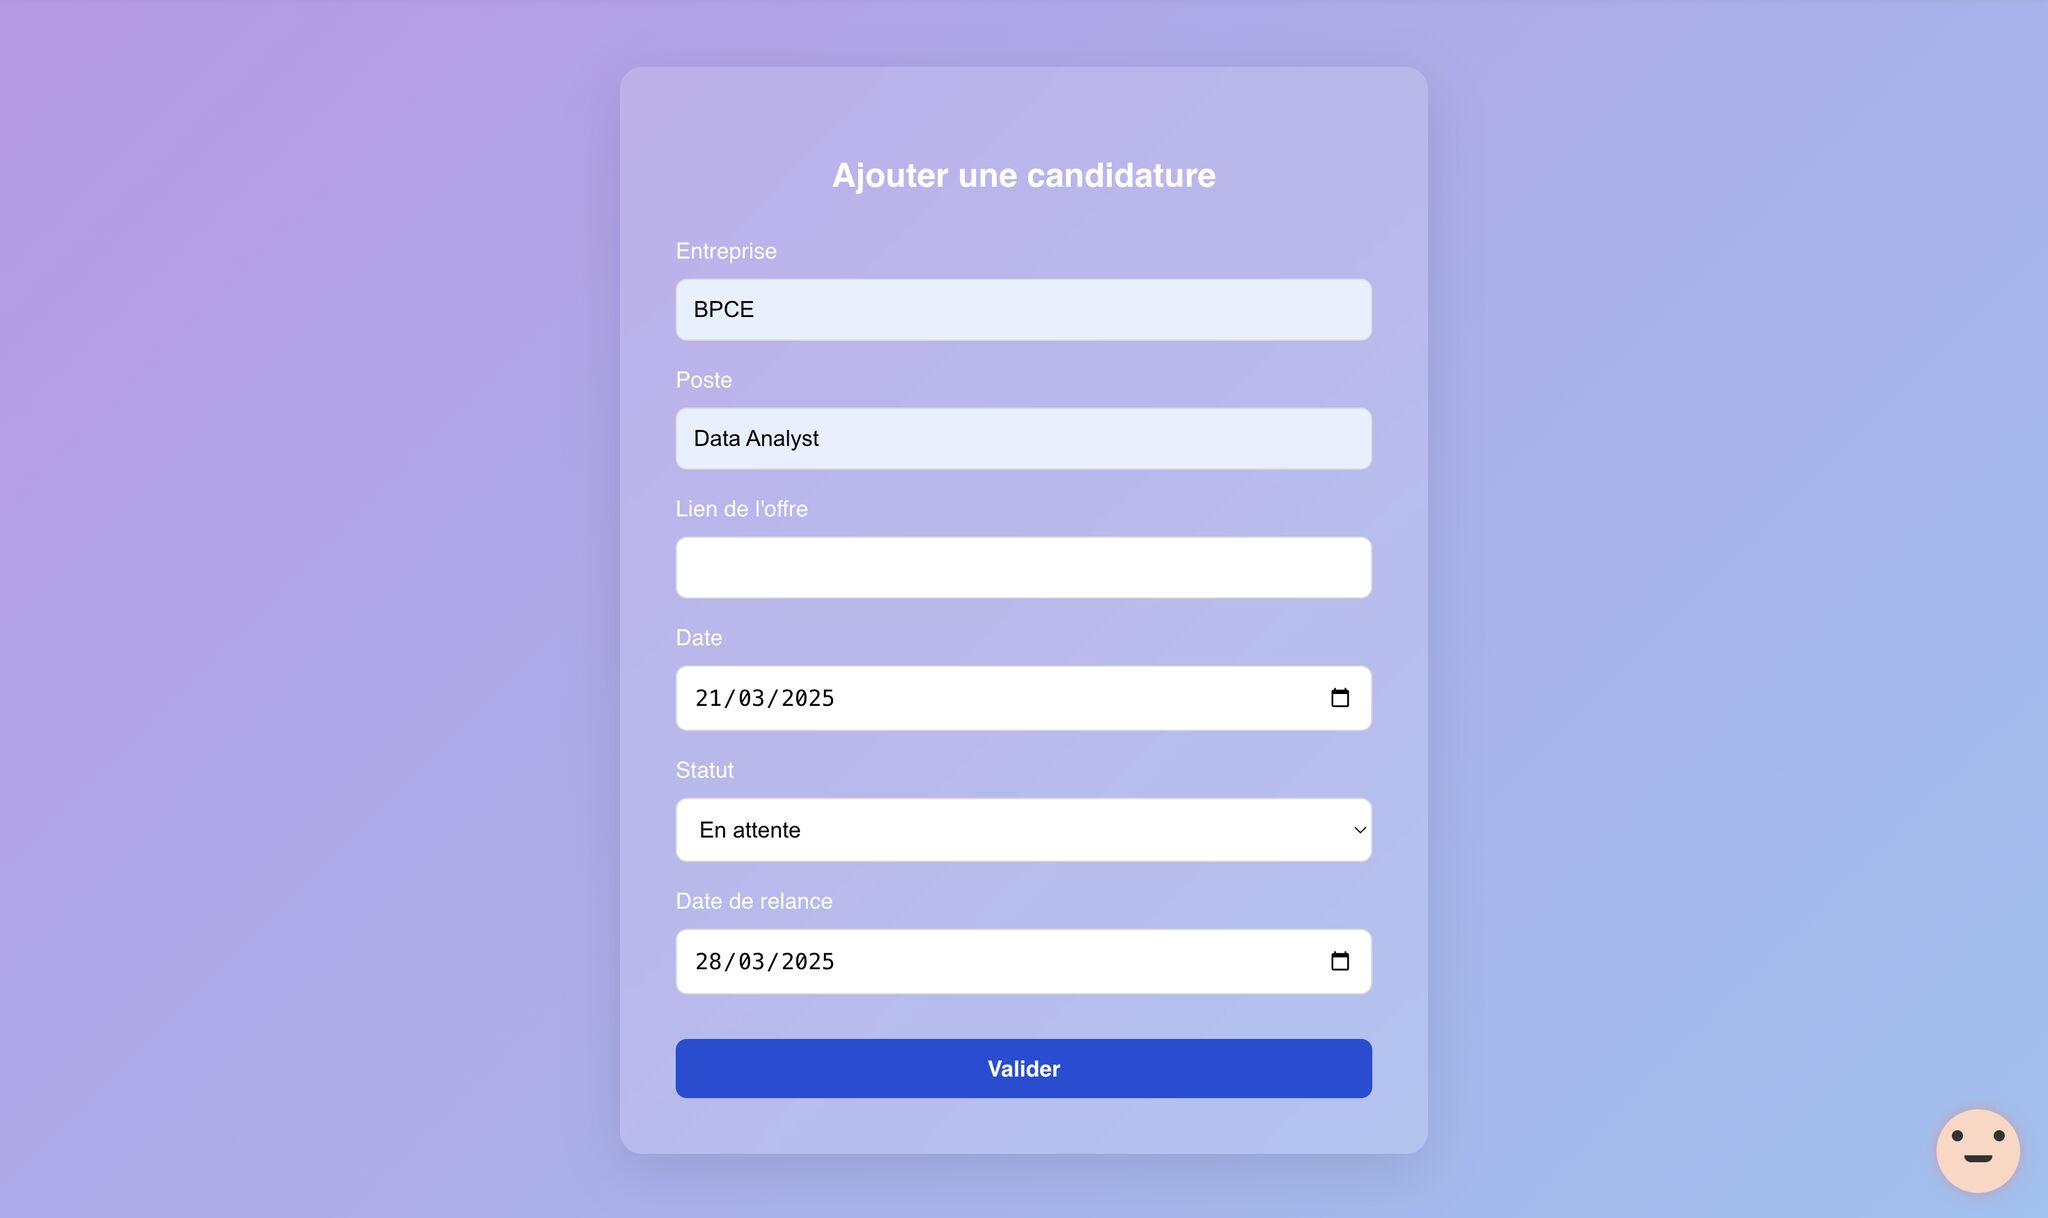 Ajouter une candidature
Entreprise
BPCE
Poste
Data Analyst
Lien de l'offre
Date
21/03/2025
Statut
En attente
Date de relance
28/03/2025
Valider